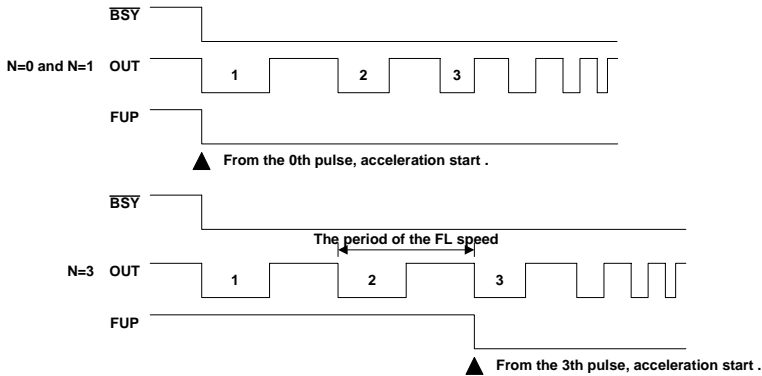 BSY
N=0 and N=1 OUT 1 2 3
FUP
From the 0th pulse, acceleration start .
BSY
The period of the FL speed
N=3 OUT 1 2 3
FUP
From the 3th pulse, acceleration start .